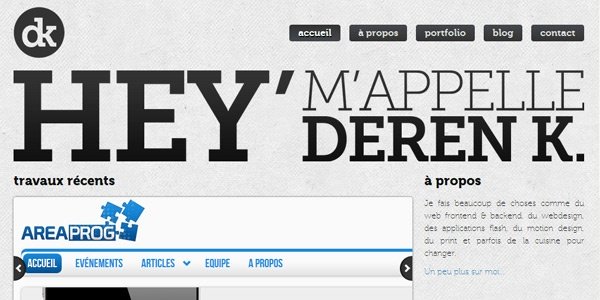 dk
accueil à propos portfolio blog contact
HEY’ M’APPELLE
DEREN K.
travaux récents
à propos
Je fais beaucoup de choses comme du
web frontend & backend, du webdesign,
des applications flash, du motion design,
du print et parfois de la cuisine pour
changer.
Un peu plus sur moi...
AREAPROG
ACCUEIL EVÉNEMENTS ARTICLES EQUIPE A PROPOS